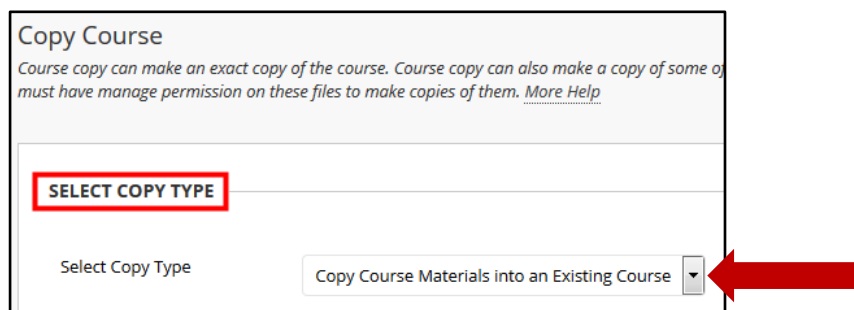 Copy Course
Course copy can make an exact copy of the course. Course copy can also make a copy of some of
must have manage permission on these files to make copies of them. More Help
SELECT COPY TYPE
Select Copy Type
Copy Course Materials into an Existing Course